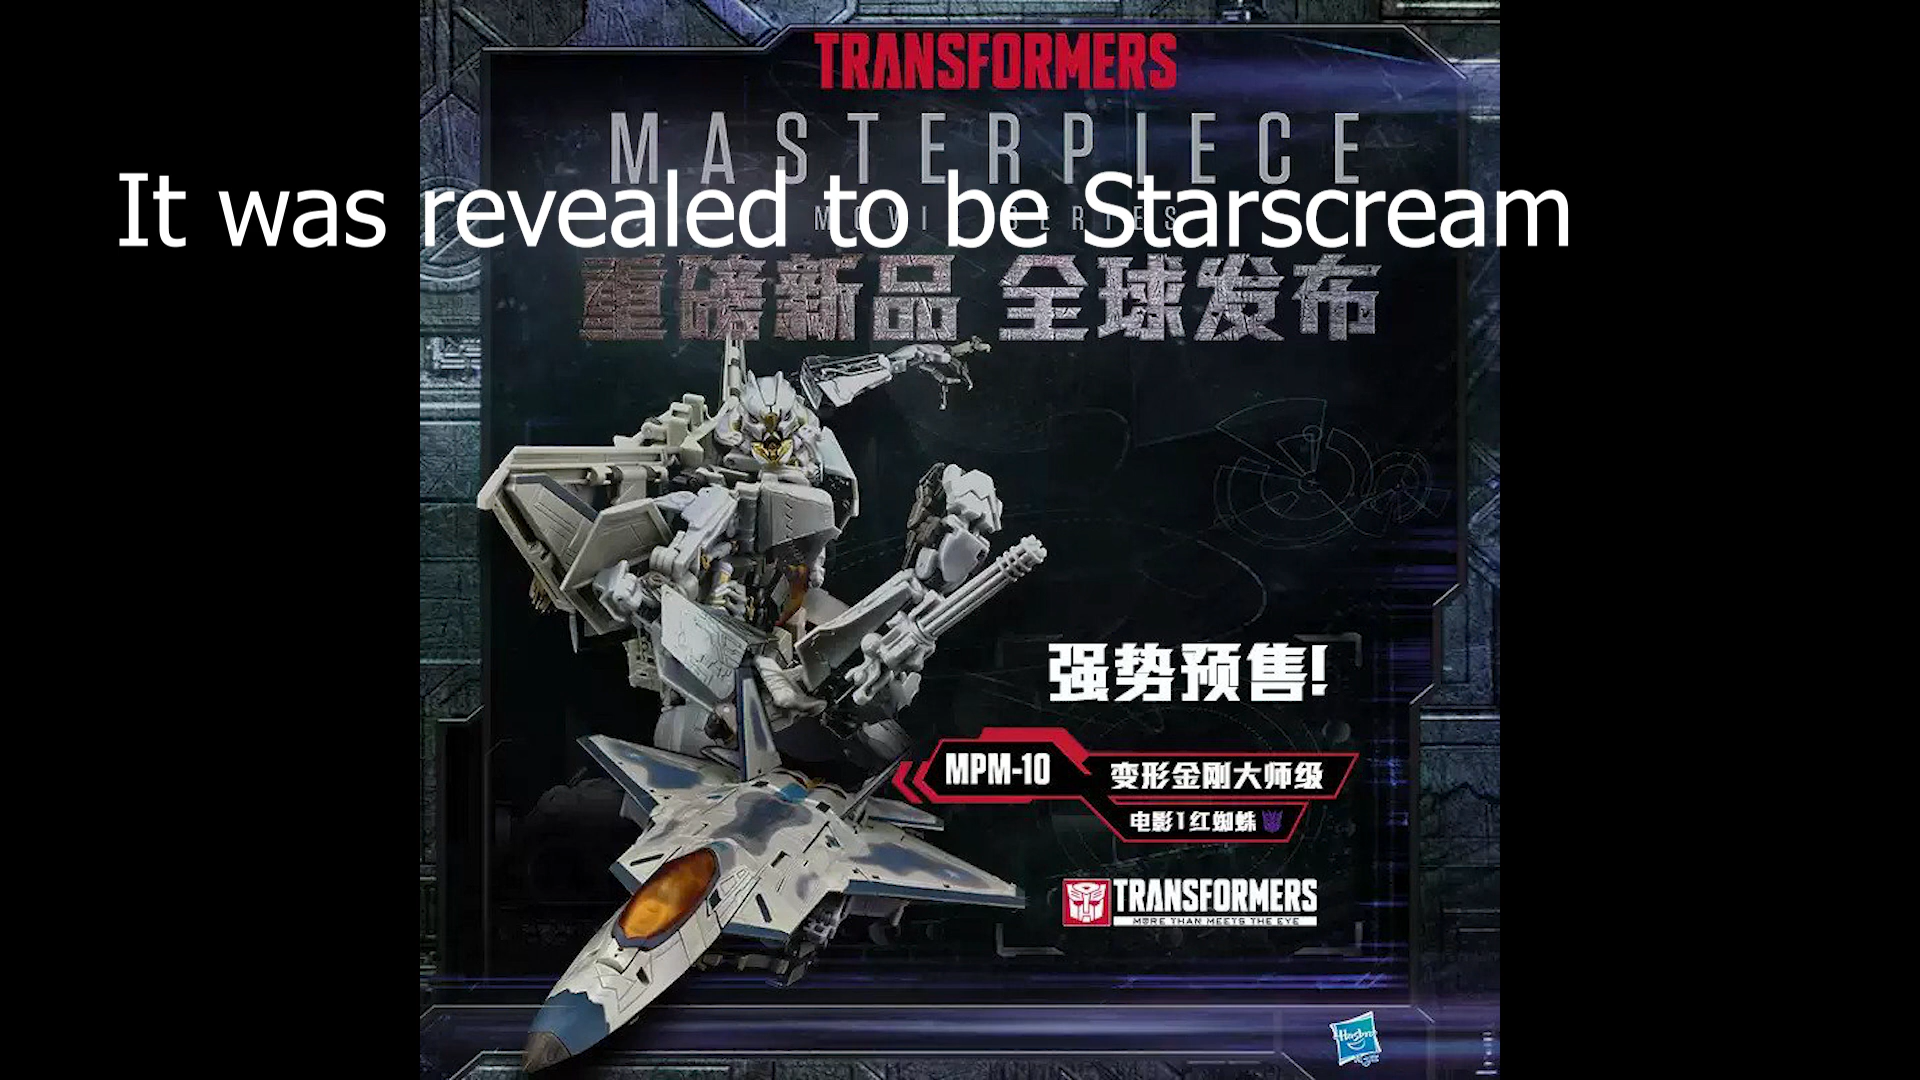 TRANSFORMERS
MASTERPIECE
It was revealed to be Starscream
重磅新品 全球发布
强势预售!
MPM-10
变形金刚大师级
电影1红蜘蛛
TRANSFORMERS
MORE THAN MEETS THE EYE
Hasbro